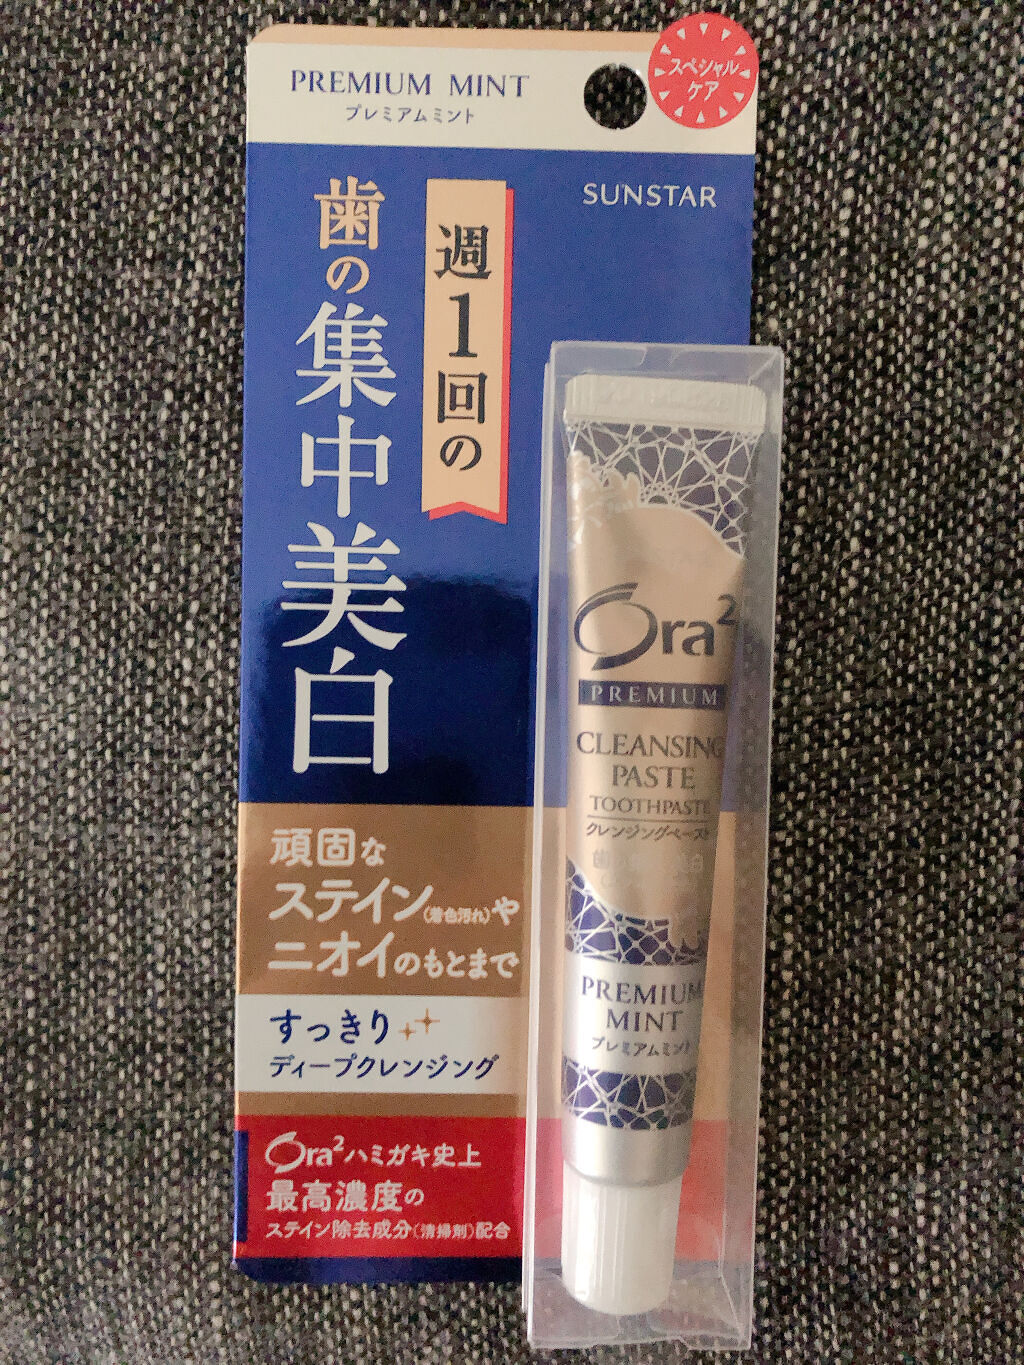 PREMIUM MINT
プレミアムミント
スペシャル
ケア
SUNSTAR
週1回の
歯の集中美白
頑固な
ステイン(着色汚れ)や
ニオイのもとまで
すっきり
ディープクレンジング
Ora²ハミガキ史上
最高濃度の
ステイン除去成分(清掃剤)配合
Ora²
PREMIUM
CLEANSING
PASTE
TOOTHPASTE
クレンジングペースト
PREMIUM
MINT
プレミアムミント